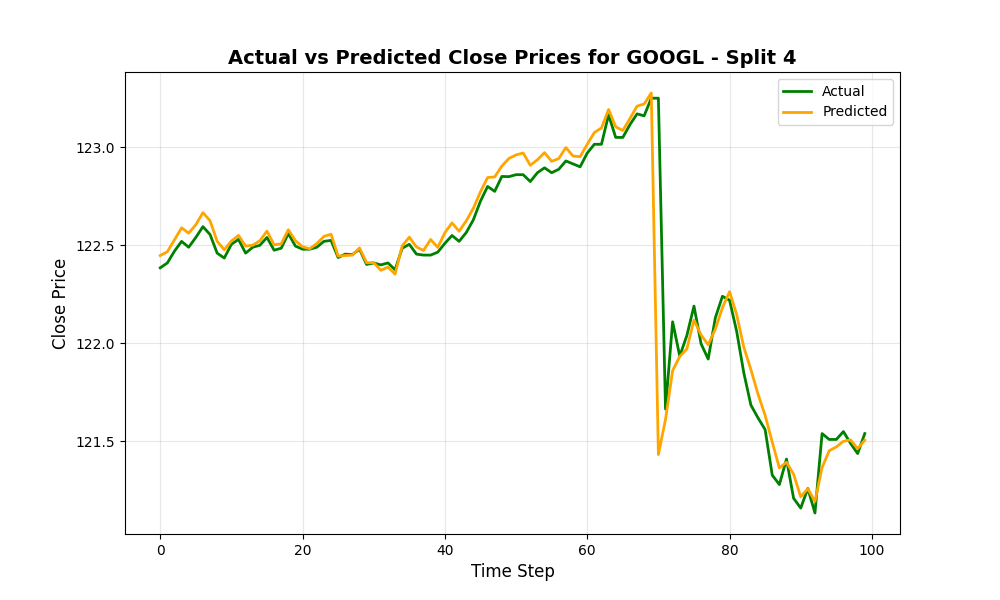 Actual vs Predicted Close Prices for GOOGL - Split 4
Actual
Predicted
Close Price
123.0
122.5
122.0
121.5
0 20 40 60 80 100
Time Step